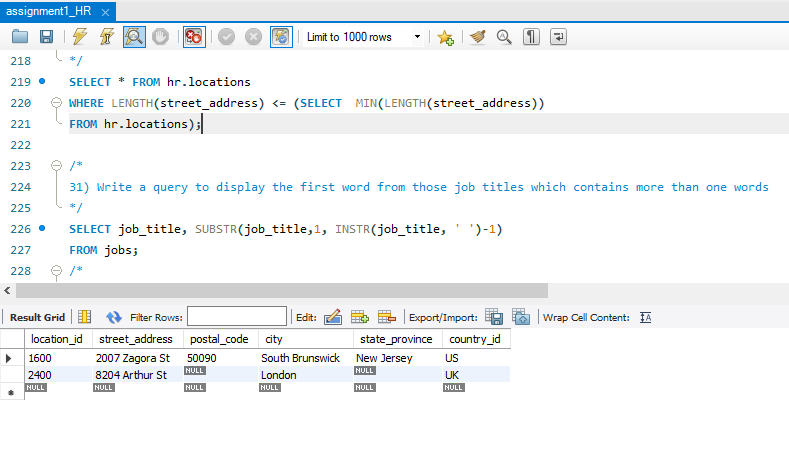 assignment1_HR
Limit to 1000 rows
218 */
219 SELECT * FROM hr.locations
220 WHERE LENGTH(street_address) <= (SELECT  MIN(LENGTH(street_address))
221 FROM hr.locations);
222
223 /*
224 31) Write a query to display the first word from those job titles which contains more than one words
225 */
226 SELECT job_title, SUBSTR(job_title,1, INSTR(job_title, ' ')-1)
227 FROM jobs;
228 /*
Result Grid Filter Rows: Edit: Export/Import: Wrap Cell Content:
location_id street_address postal_code city state_province country_id
1600 2007 Zagora St 50090 South Brunswick New Jersey US
2400 8204 Arthur St NULL London NULL UK
NULL NULL NULL NULL NULL NULL